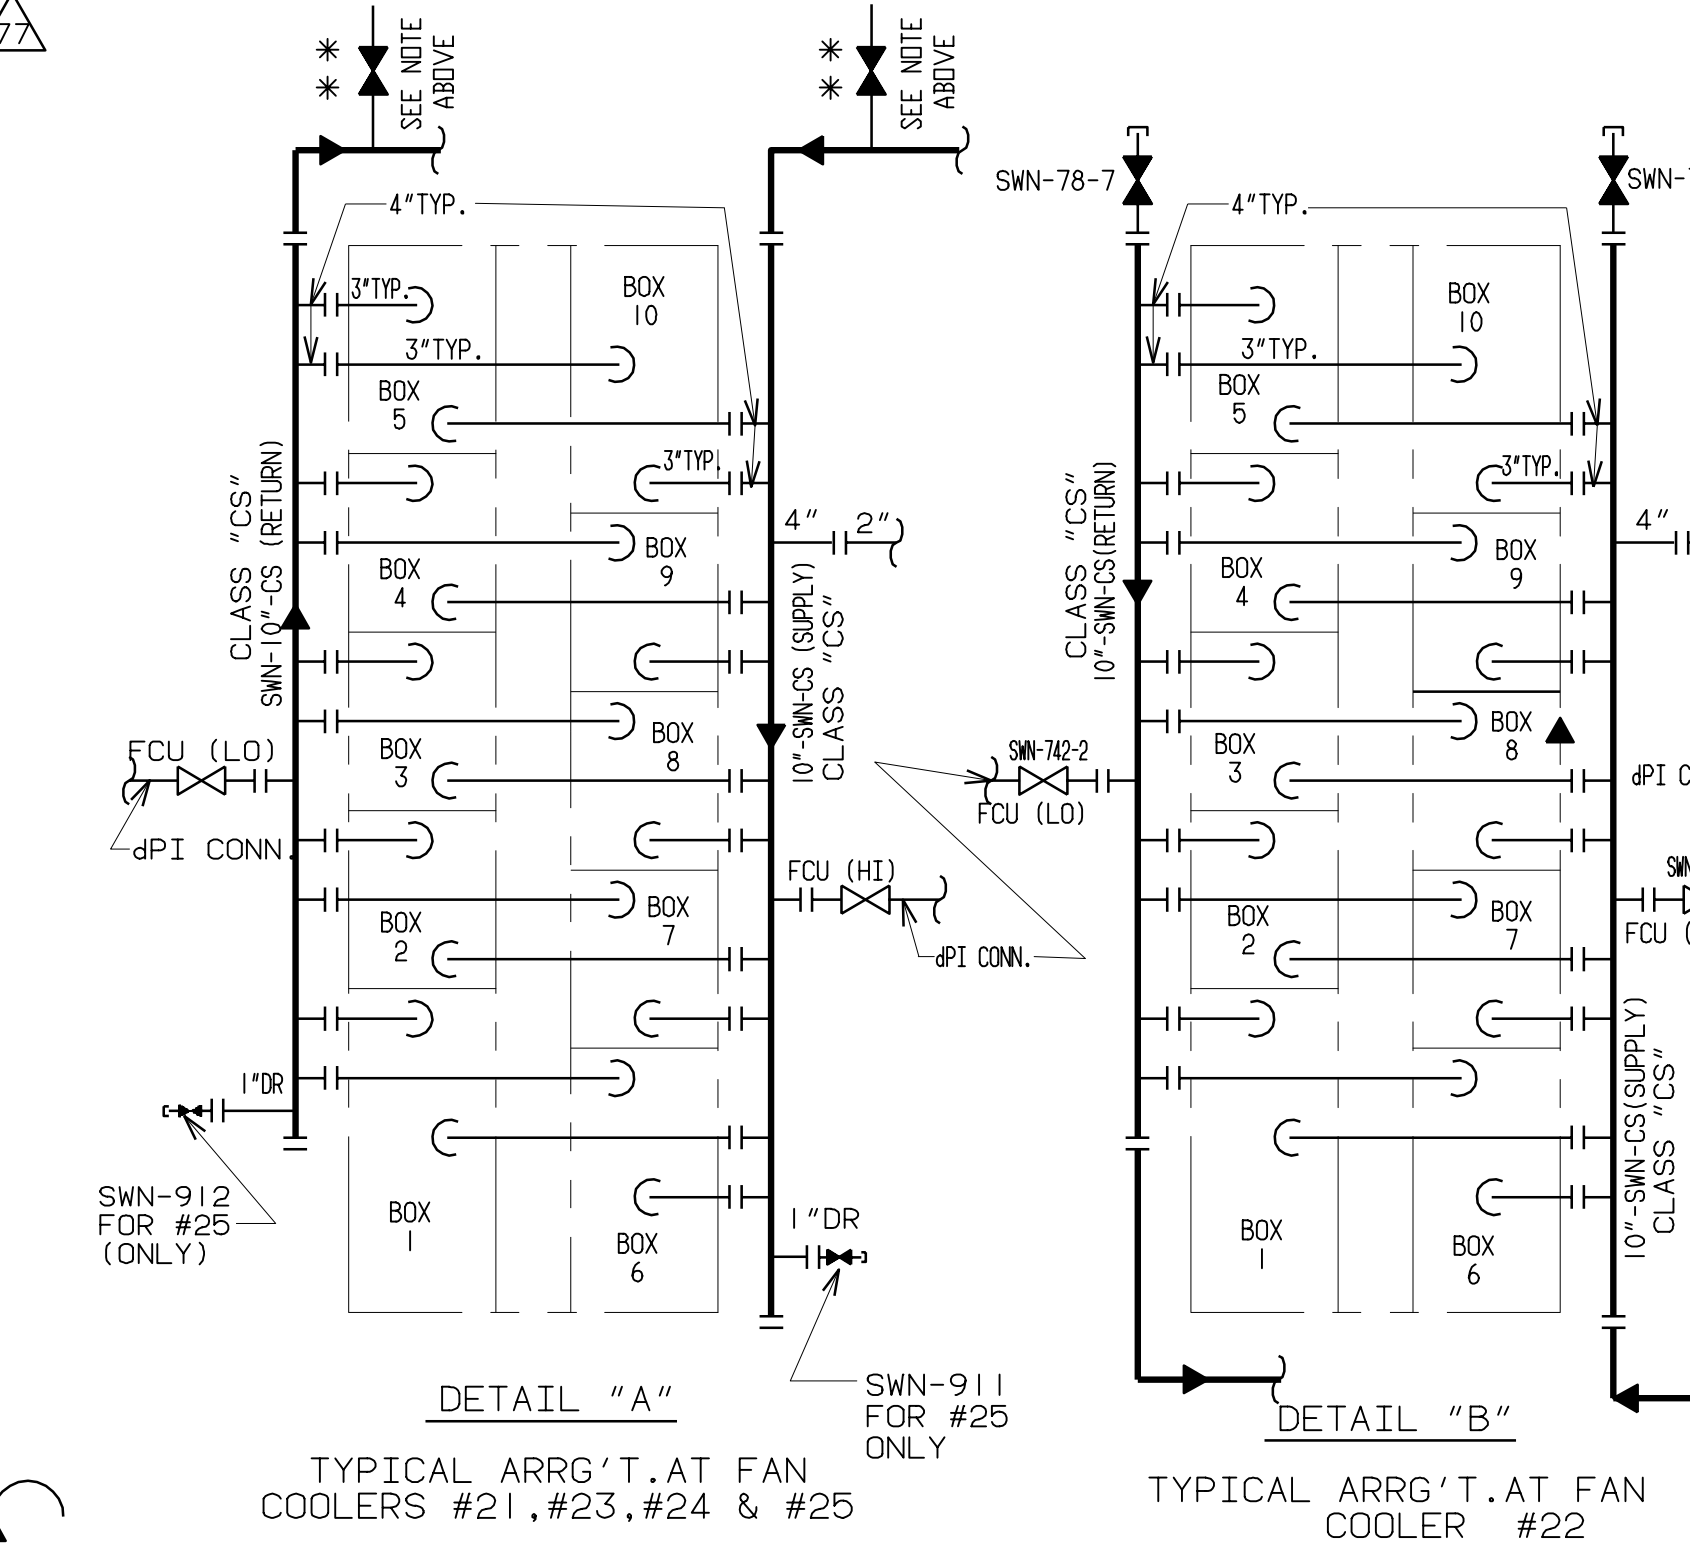 77
* *
SEE NOTE
ABOVE
* *
SEE NOTE
ABOVE
4"TYP.
3"TYP.
3"TYP.
BOX
10
BOX
5
3"TYP.
CLASS "CS"
SWN-10"-CS (RETURN)
4"
2"
BOX
9
BOX
4
10"-SWN-CS (SUPPLY)
CLASS "CS"
FCU (LO)
dPI CONN.
BOX
8
BOX
3
FCU (HI)
dPI CONN.
BOX
7
BOX
2
1"DR
SWN-912
FOR #25
(ONLY)
BOX
1
BOX
6
1"DR
SWN-911
FOR #25
ONLY
DETAIL "A"
TYPICAL ARRG'T.AT FAN
COOLERS #21,#23,#24 & #25
SWN-78-7
SWN-
4"TYP.
BOX
10
3"TYP.
BOX
5
3"TYP.
CLASS "CS"
10"-SWN-CS(RETURN)
4"
BOX
9
BOX
4
SWN-742-2
FCU (LO)
BOX
8
BOX
3
dPI C
SWN
FCU (
BOX
7
BOX
2
10"-SWN-CS(SUPPLY)
CLASS "CS"
BOX
1
BOX
6
DETAIL "B"
TYPICAL ARRG'T.AT FAN
COOLER #22